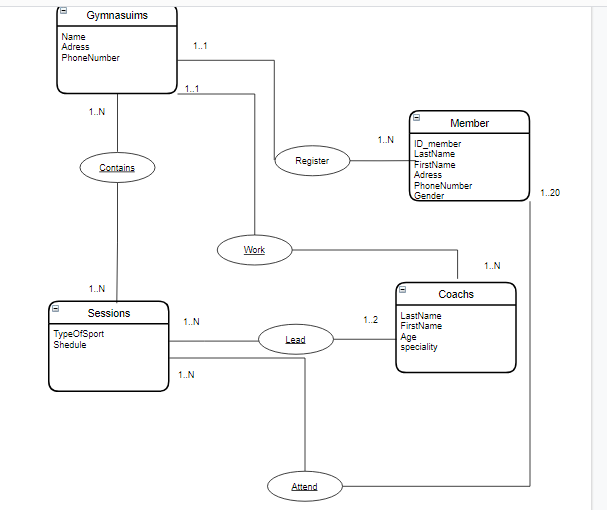 Gymnasuims
Name
Adress
PhoneNumber
1..1
1..1
1..N
Contains
1..N
Register
1..N
Member
ID_member
LastName
FirstName
Adress
PhoneNumber
Gender
1..20
Work
1..N
Coachs
LastName
FirstName
Age
speciality
Sessions
TypeOfSport
Shedule
1..N
Lead
1..2
1..N
Attend